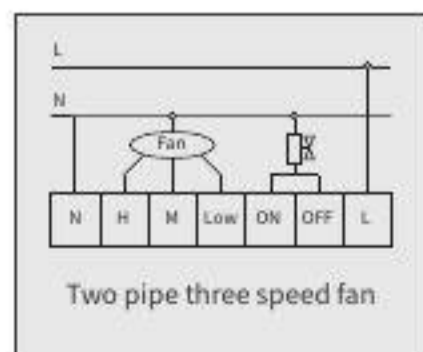 L
N
Fan
N H M Low ON OFF L
Two pipe three speed fan